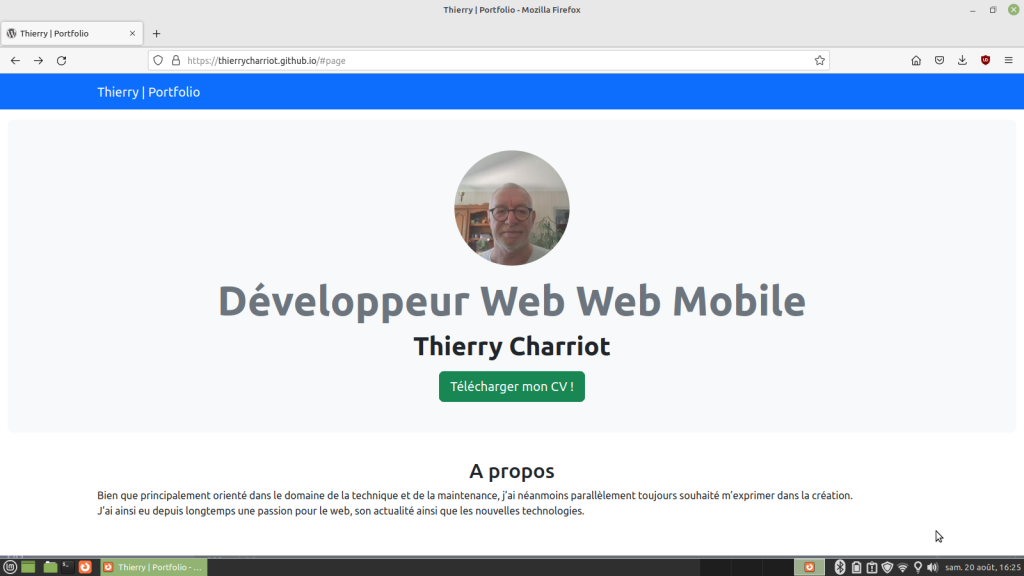 Thierry | Portfolio - Mozilla Firefox
Thierry | Portfolio
https://thierrycharriot.github.io/#page
Thierry | Portfolio
Développeur Web Web Mobile
Thierry Charriot
Télécharger mon CV !
A propos
Bien que principalement orienté dans le domaine de la technique et de la maintenance, j'ai néanmoins parallèlement toujours souhaité m'exprimer dans la création.
J'ai ainsi eu depuis longtemps une passion pour le web, son actualité ainsi que les nouvelles technologies.
Thierry | Portfolio - ...
sam. 20 août, 16:25